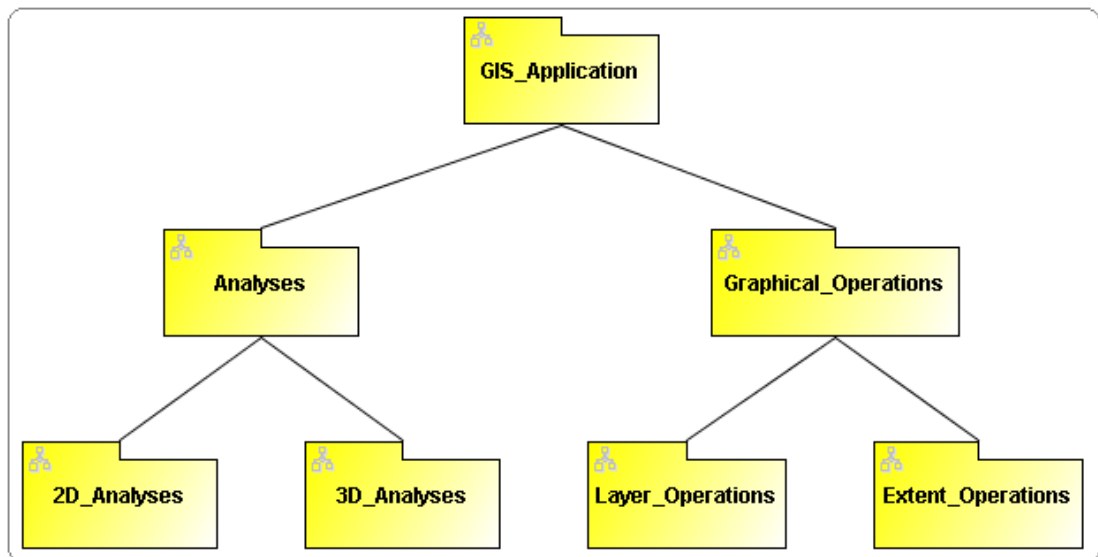 GIS_Application
Analyses
Graphical_Operations
2D_Analyses
3D_Analyses
Layer_Operations
Extent_Operations